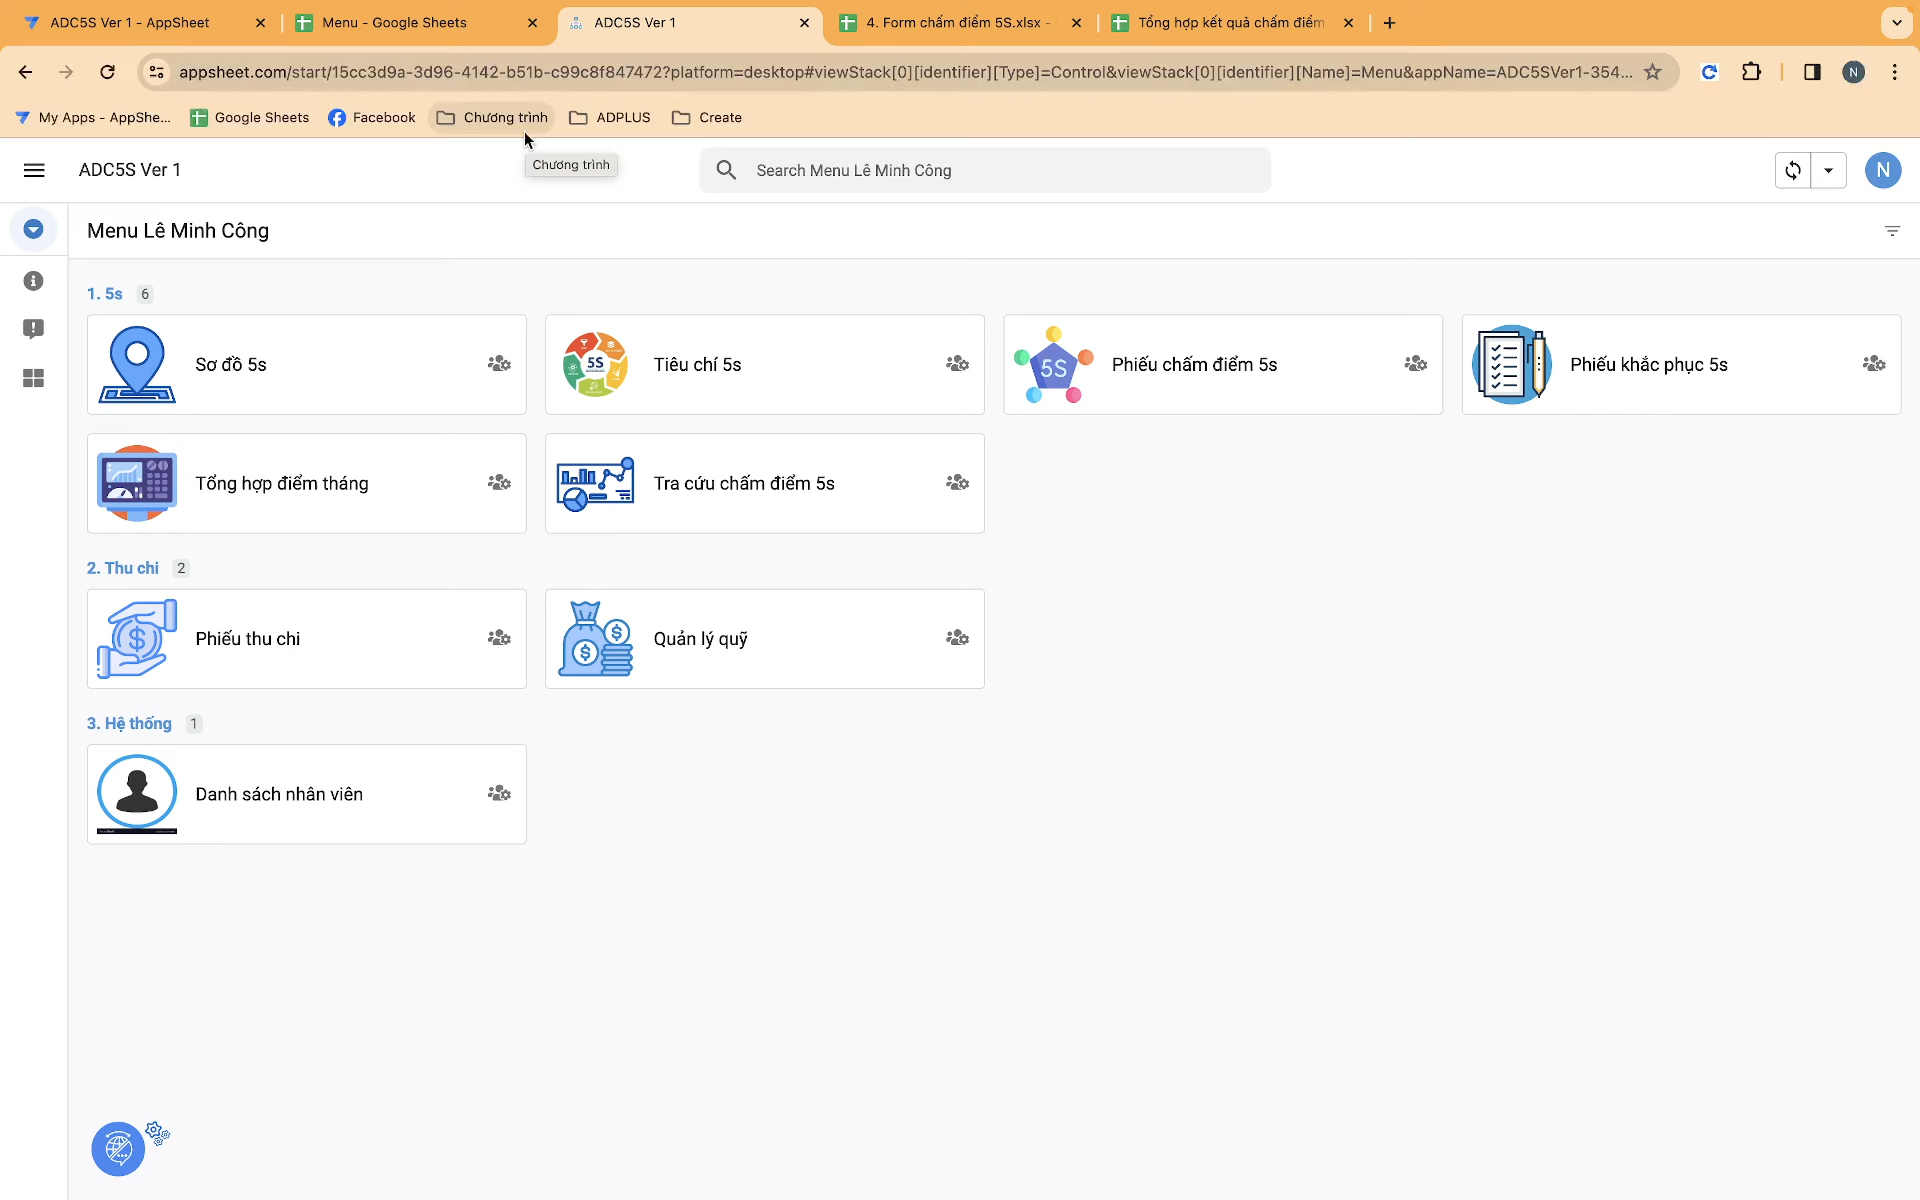 ADC5S Ver 1 - AppSheet
Menu - Google Sheets
ADC5S Ver 1
4. Form chấm điểm 5S.xlsx -
Tổng hợp kết quả chấm điểm
appsheet.com/start/15cc3d9a-3d96-4142-b51b-c99c8f847472?platform=desktop#viewStack[0][identifier][Type]=Control&viewStack[0][identifier][Name]=Menu&appName=ADC5SVer1-354...
N
My Apps - AppShe...
Google Sheets
Facebook
Chương trình
ADPLUS
Create
ADC5S Ver 1
Chương trình
Search Menu Lê Minh Công
N
Menu Lê Minh Công
1. 5s 6
Sơ đồ 5s
5S
Tiêu chí 5s
5S
Phiếu chấm điểm 5s
Phiếu khắc phục 5s
Tổng hợp điểm tháng
Tra cứu chấm điểm 5s
2. Thu chi 2
Phiếu thu chi
Quản lý quỹ
3. Hệ thống 1
Danh sách nhân viên